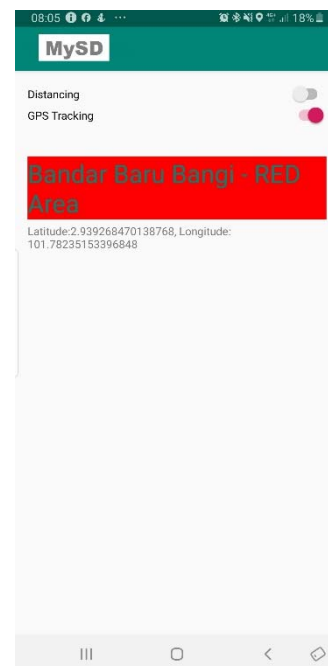 08:05 18%
MySD
Distancing
GPS Tracking
Bandar Baru Bangi - RED
Area
Latitude:2.939268470138768, Longitude:
101.78235153396848